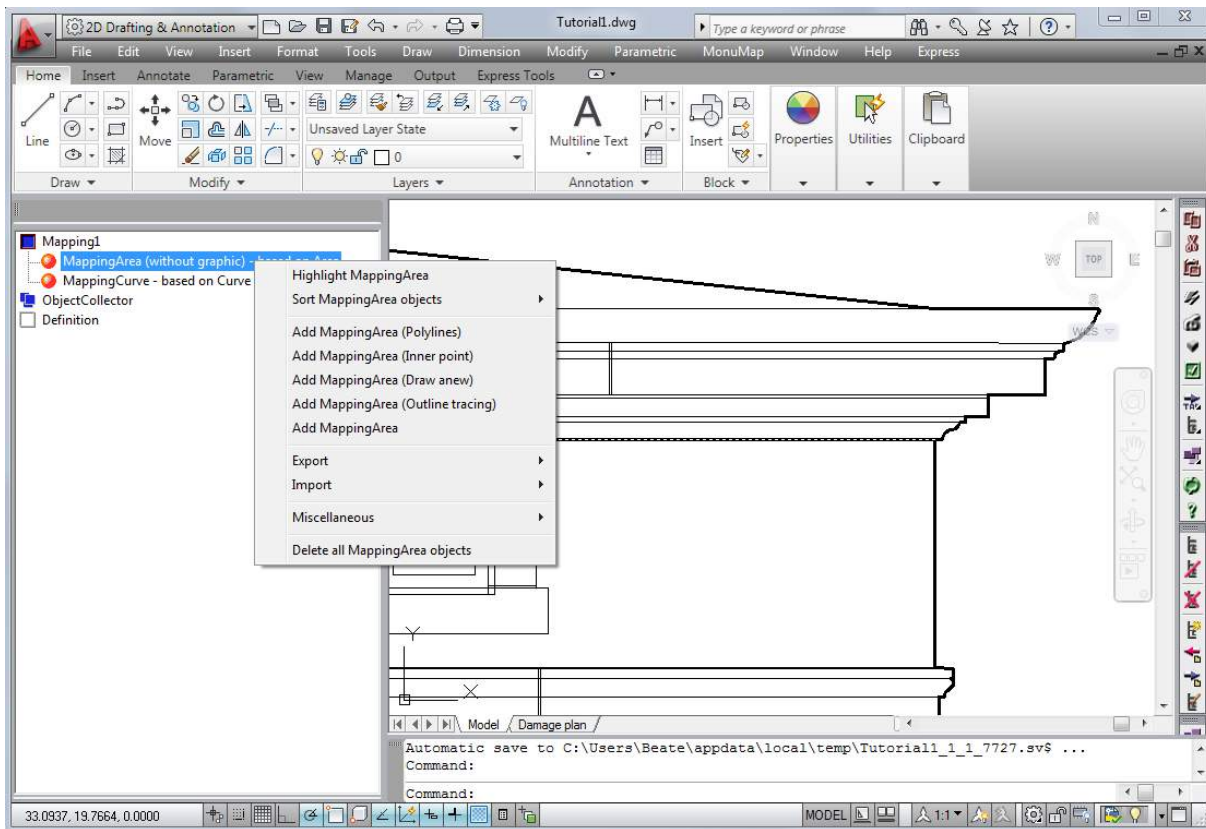 2D Drafting & Annotation
Tutorial1.dwg
Type a keyword or phrase
File Edit View Insert Format Tools Draw Dimension Modify Parametric MonuMap Window Help Express
Home Insert Annotate Parametric View Manage Output Express Tools
Line
Move
Unsaved Layer State
0
A
Multiline Text
Insert
Properties
Utilities
Clipboard
Draw Modify Layers Annotation Block
Mapping1
MappingArea (without graphic) - based on Area
MappingCurve - based on Curve
ObjectCollector
Definition
Highlight MappingArea
Sort MappingArea objects
Add MappingArea (Polylines)
Add MappingArea (Inner point)
Add MappingArea (Draw anew)
Add MappingArea (Outline tracing)
Add MappingArea
Export
Import
Miscellaneous
Delete all MappingArea objects
N
W TOP E
S
WCS
TAG
Y
X
Model Damage plan
Automatic save to C:\Users\Beate\appdata\local\temp\Tutorial1_1_1_7727.sv$ ...
Command:
Command:
33.0937, 19.7664, 0.0000
MODEL
1:1